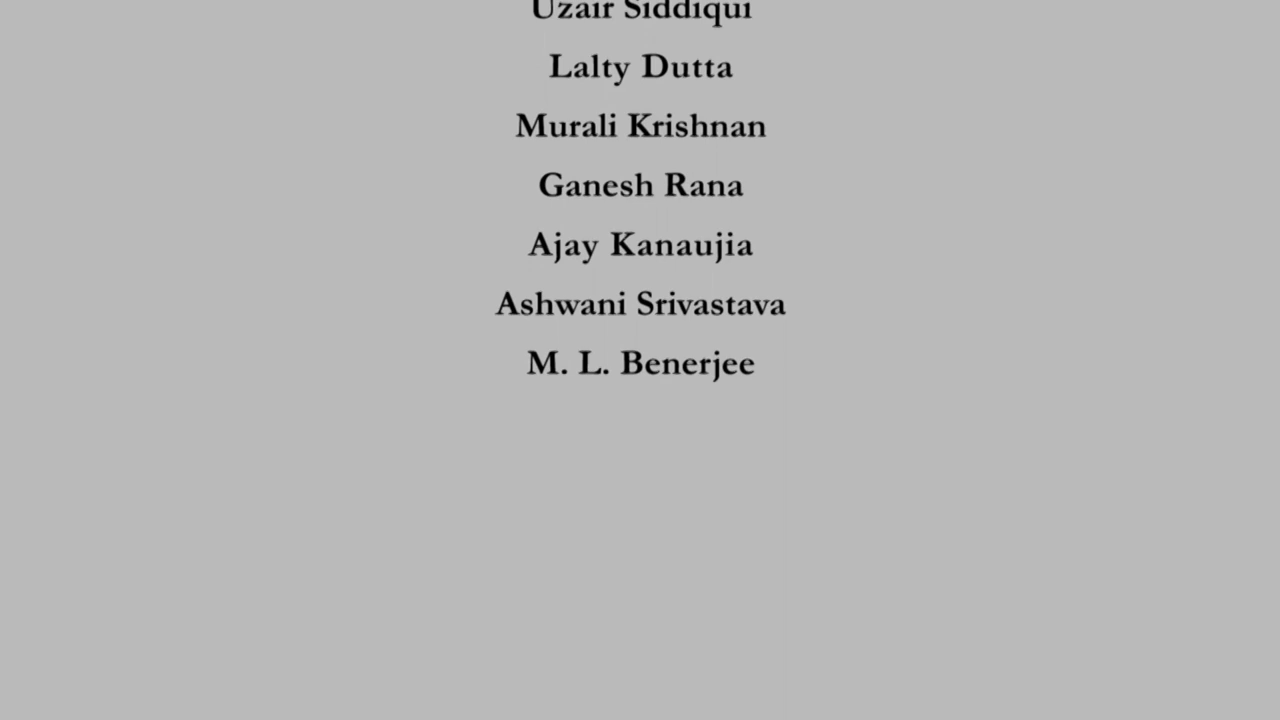 Uzair Siddiqui
Lalty Dutta
Murali Krishnan
Ganesh Rana
Ajay Kanaujia
Ashwani Srivastava
M. L. Benerjee